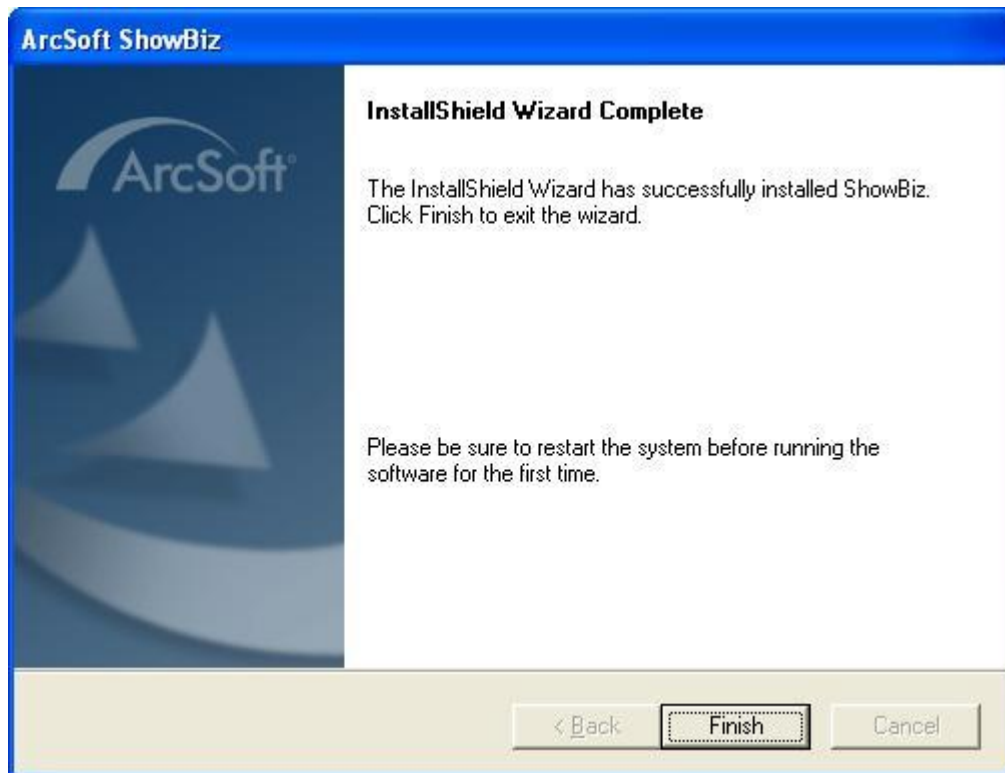 ArcSoft ShowBiz
ArcSoft
InstallShield Wizard Complete
The InstallShield Wizard has successfully installed ShowBiz.
Click Finish to exit the wizard.
Please be sure to restart the system before running the
software for the first time.
< Back
Finish
Cancel